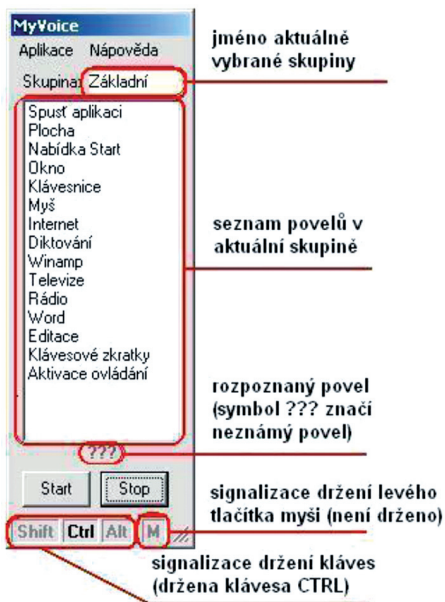 MyVoice
Aplikace Nápověda
Skupina: Základní
Spusť aplikaci
Plocha
Nabídka Start
Okno
Klávesnice
Myš
Internet
Diktování
Winamp
Televize
Rádio
Word
Editace
Klávesové zkratky
Aktivace ovládání
???
Start Stop
Shift Ctrl Alt M
jméno aktuálně
vybrané skupiny
seznam povelů v
aktuální skupině
rozpoznaný povel
(symbol ??? značí
neznámý povel)
signalizace držení levého
tlačítka myši (není drženo)
signalizace držení kláves
(držena klávesa CTRL)